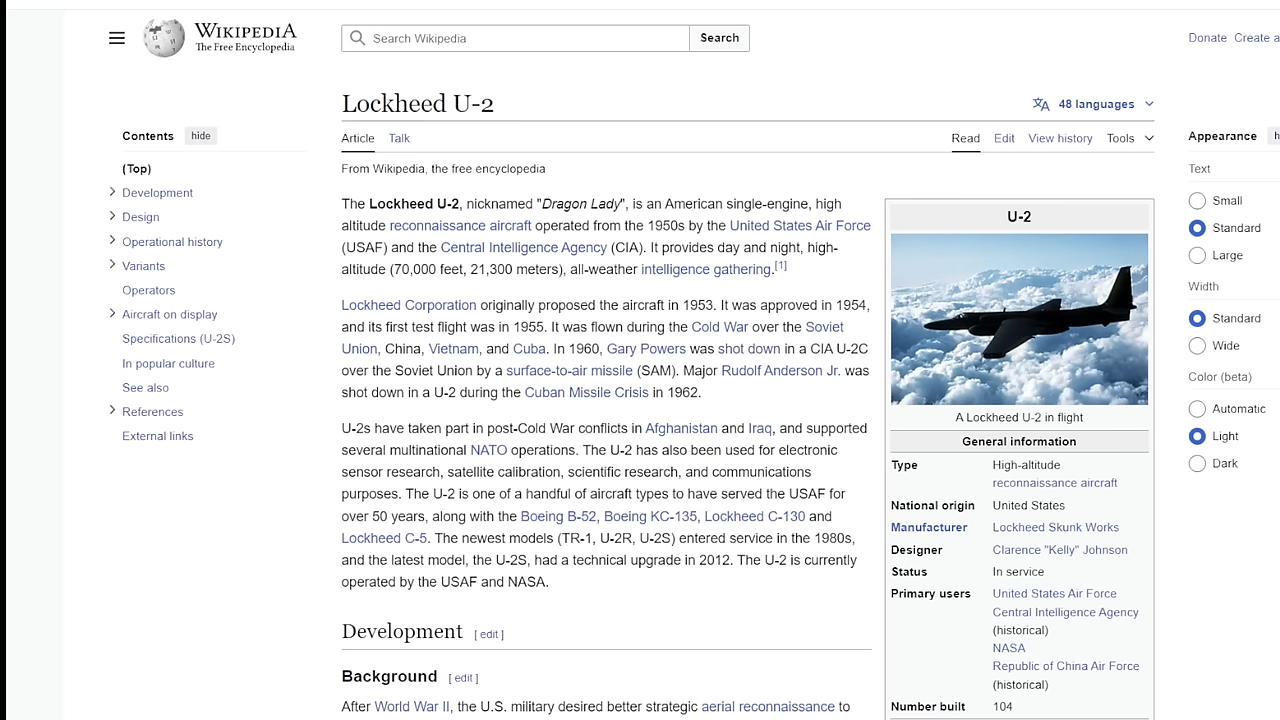 WIKIPEDIA
The Free Encyclopedia
Search Wikipedia
Search
Donate Create a
Lockheed U-2
48 languages
Article Talk
Read Edit View history Tools
From Wikipedia, the free encyclopedia
Contents hide
(Top)
Development
Design
Operational history
Variants
Operators
Aircraft on display
Specifications (U-2S)
In popular culture
See also
References
External links
The Lockheed U-2, nicknamed "Dragon Lady", is an American single-engine, high
altitude reconnaissance aircraft operated from the 1950s by the United States Air Force
(USAF) and the Central Intelligence Agency (CIA). It provides day and night, high-
altitude (70,000 feet, 21,300 meters), all-weather intelligence gathering.[1]
Lockheed Corporation originally proposed the aircraft in 1953. It was approved in 1954,
and its first test flight was in 1955. It was flown during the Cold War over the Soviet
Union, China, Vietnam, and Cuba. In 1960, Gary Powers was shot down in a CIA U-2C
over the Soviet Union by a surface-to-air missile (SAM). Major Rudolf Anderson Jr. was
shot down in a U-2 during the Cuban Missile Crisis in 1962.
U-2s have taken part in post-Cold War conflicts in Afghanistan and Iraq, and supported
several multinational NATO operations. The U-2 has also been used for electronic
sensor research, satellite calibration, scientific research, and communications
purposes. The U-2 is one of a handful of aircraft types to have served the USAF for
over 50 years, along with the Boeing B-52, Boeing KC-135, Lockheed C-130 and
Lockheed C-5. The newest models (TR-1, U-2R, U-2S) entered service in the 1980s,
and the latest model, the U-2S, had a technical upgrade in 2012. The U-2 is currently
operated by the USAF and NASA.
Development [ edit ]
Background [ edit ]
After World War II, the U.S. military desired better strategic aerial reconnaissance to
U-2
A Lockheed U-2 in flight
General information
Type High-altitude
reconnaissance aircraft
National origin United States
Manufacturer Lockheed Skunk Works
Designer Clarence "Kelly" Johnson
Status In service
Primary users United States Air Force
Central Intelligence Agency
(historical)
NASA
Republic of China Air Force
(historical)
Number built 104
Appearance h
Text
Small
Standard
Large
Width
Standard
Wide
Color (beta)
Automatic
Light
Dark